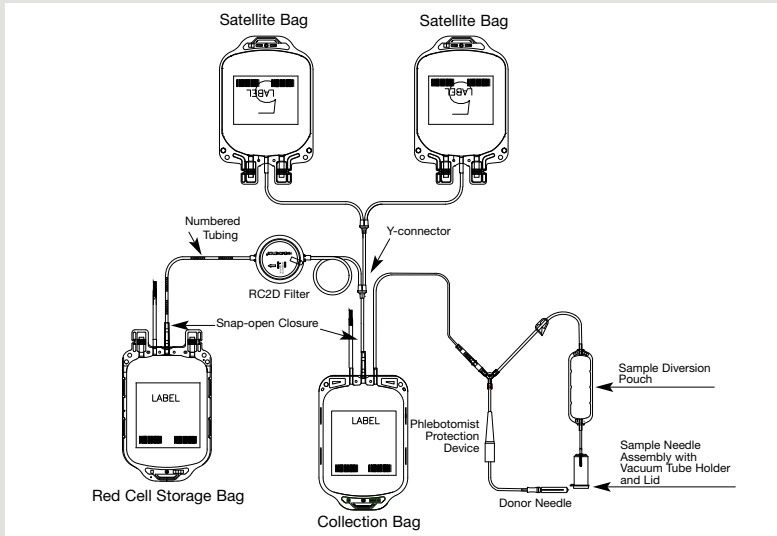 Satellite Bag
Satellite Bag
LABEL
LABEL
Numbered
Tubing
Y-connector
RC2D Filter
Snap-open Closure
LABEL
LABEL
Sample Diversion
Pouch
Phlebotomist
Protection
Device
Sample Needle
Assembly with
Vacuum Tube Holder
and Lid
Donor Needle
Red Cell Storage Bag
Collection Bag